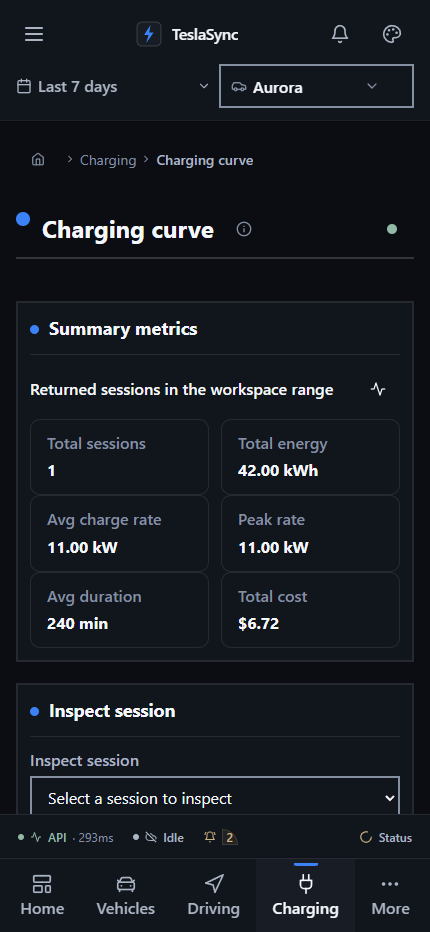 TeslaSync
Last 7 days
Aurora
Charging
Charging curve
Charging curve
Summary metrics
Returned sessions in the workspace range
Total sessions
1
Total energy
42.00 kWh
Avg charge rate
11.00 kW
Peak rate
11.00 kW
Avg duration
240 min
Total cost
$6.72
Inspect session
Inspect session
Select a session to inspect
API · 293ms
Idle
2
Status
Home
Vehicles
Driving
Charging
More